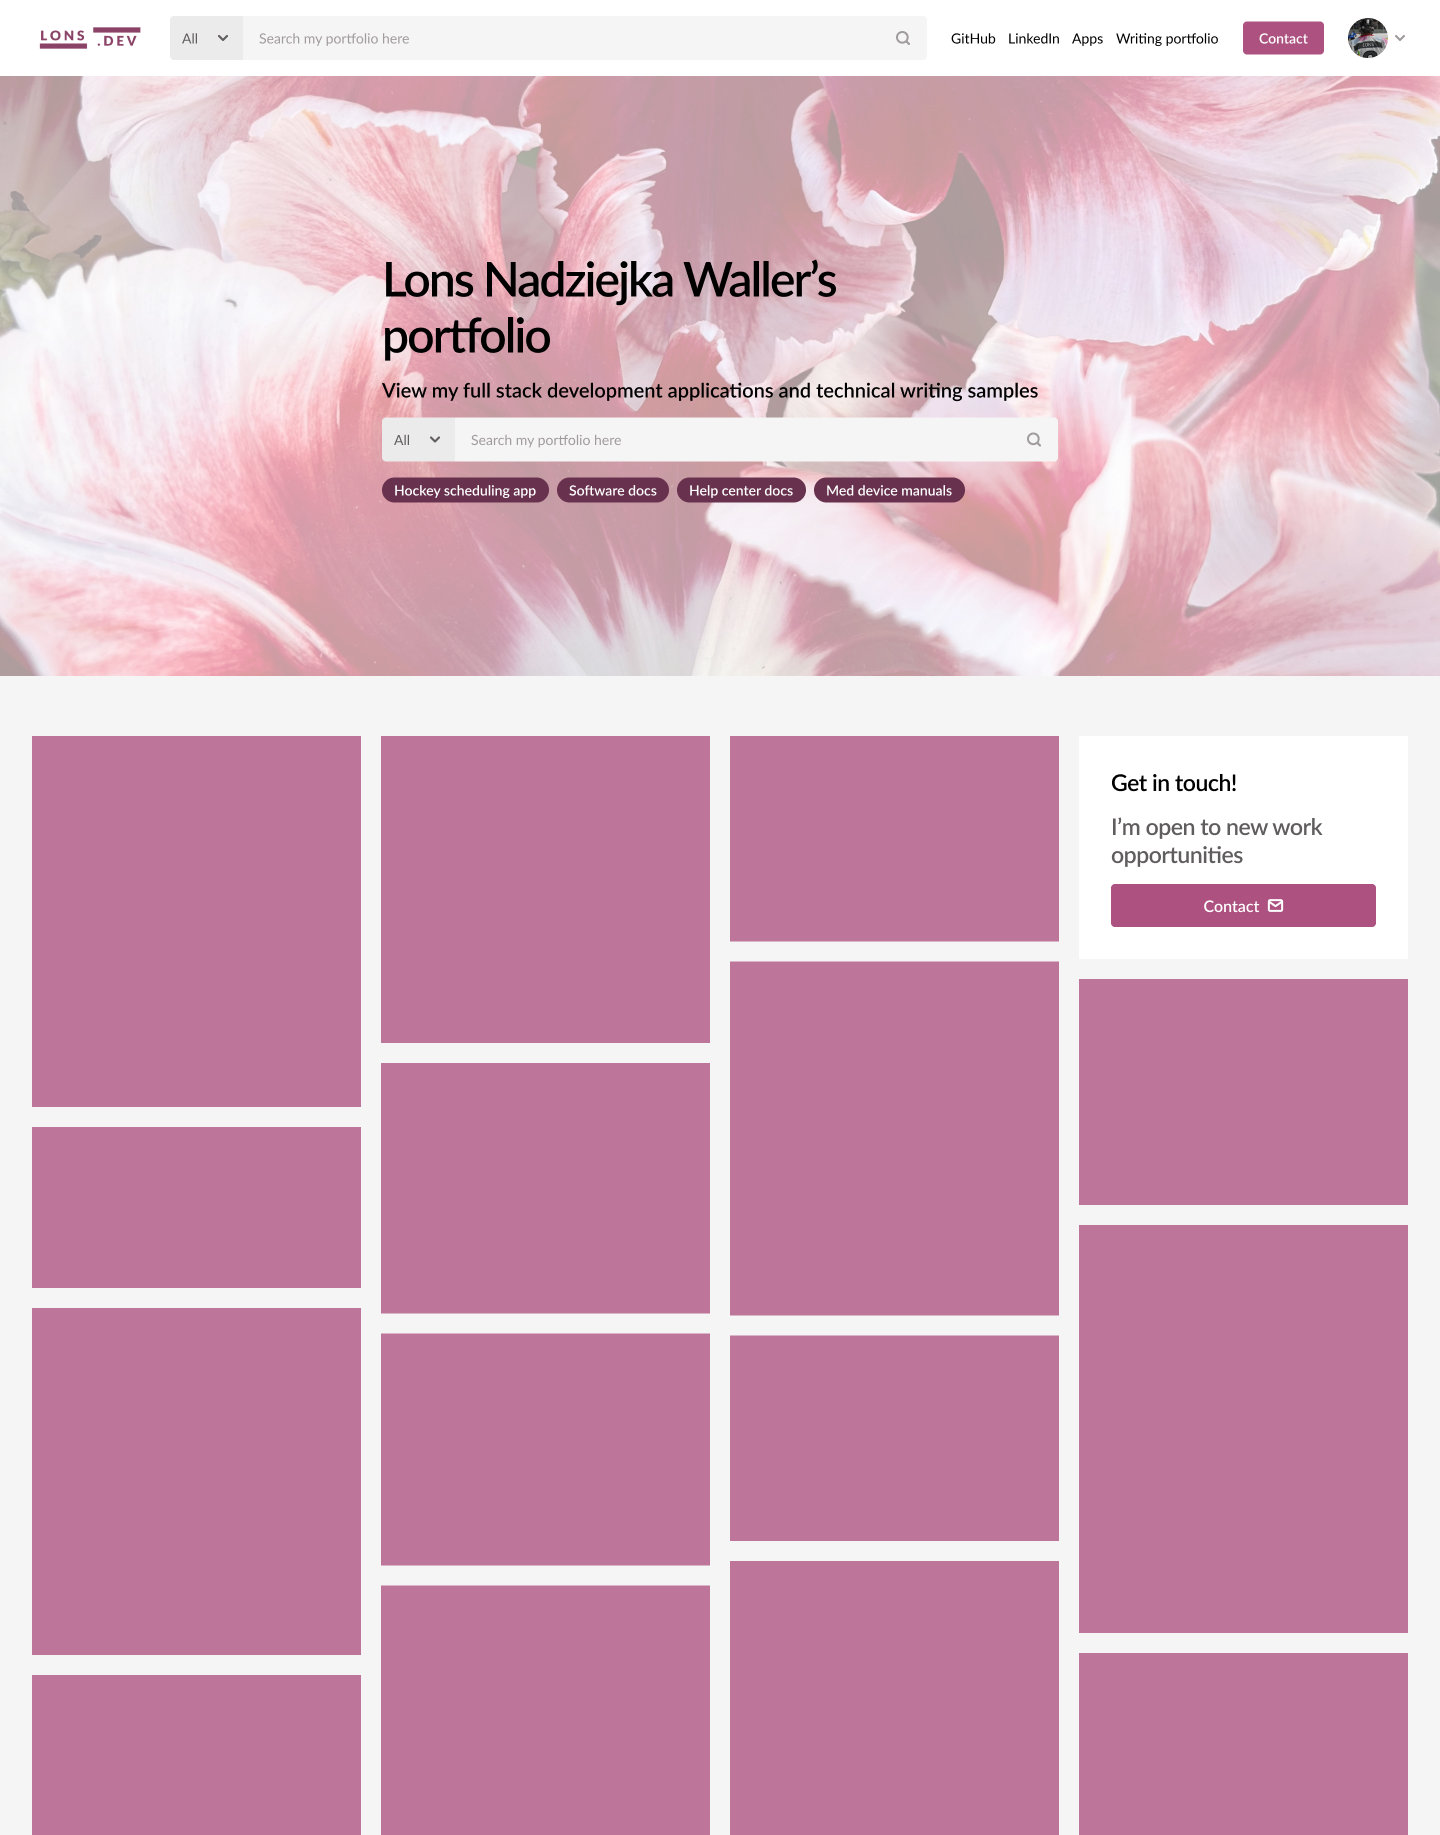 LONS
.DEV
All
Search my portfolio here
GitHub
LinkedIn
Apps
Writing portfolio
Contact
Lons Nadziejka Waller’s
portfolio
View my full stack development applications and technical writing samples
All
Search my portfolio here
Hockey scheduling app
Software docs
Help center docs
Med device manuals
Get in touch!
I’m open to new work
opportunities
Contact